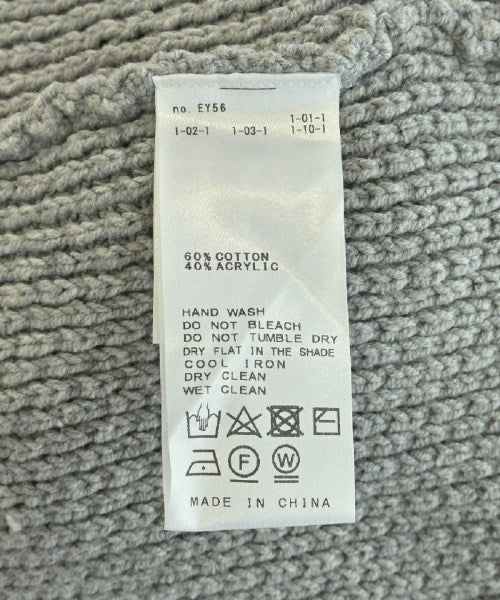 no. EY56
1-01-1
1-02-1 1-03-1 1-10-1
60% COTTON
40% ACRYLIC
HAND WASH
DO NOT BLEACH
DO NOT TUMBLE DRY
DRY FLAT IN THE SHADE
COOL IRON
DRY CLEAN
WET CLEAN
F W
MADE IN CHINA